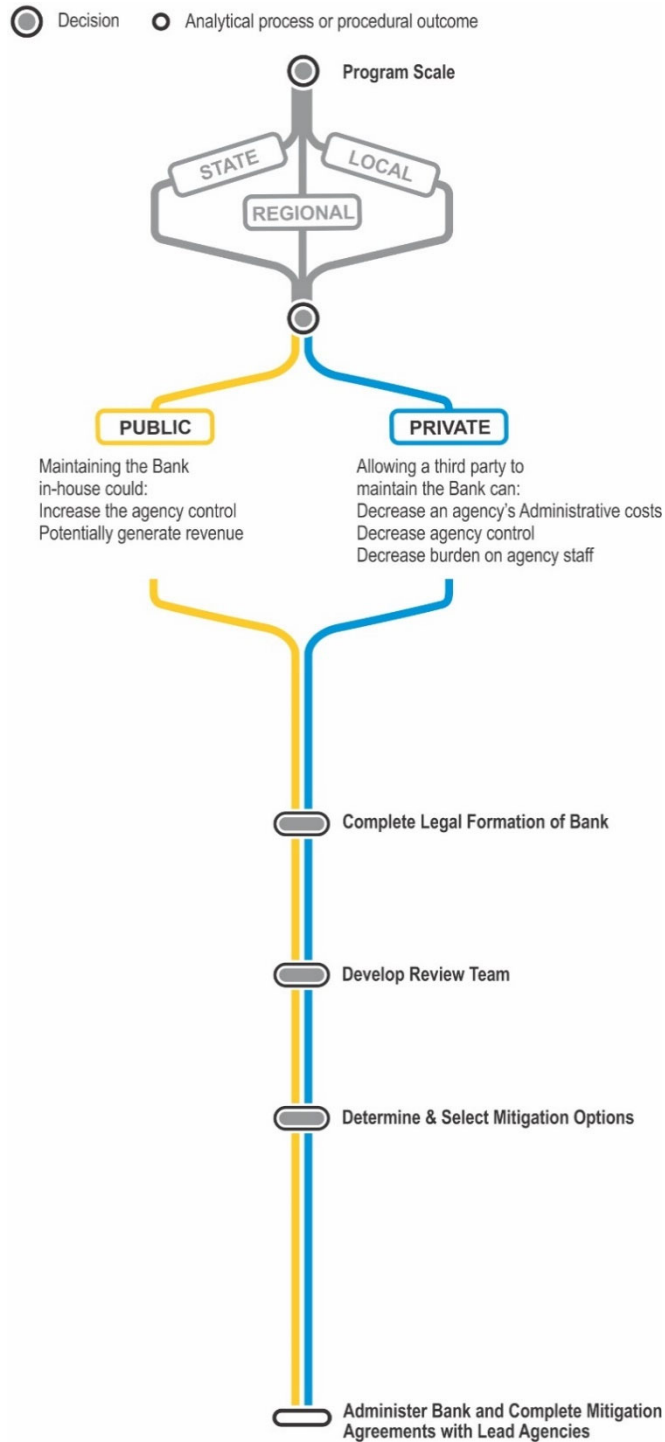 Decision
Analytical process or procedural outcome
Program Scale
STATE
LOCAL
REGIONAL
PUBLIC
Maintaining the Bank
in-house could:
Increase the agency control
Potentially generate revenue
PRIVATE
Allowing a third party to
maintain the Bank can:
Decrease an agency's Administrative costs
Decrease agency control
Decrease burden on agency staff
Complete Legal Formation of Bank
Develop Review Team
Determine & Select Mitigation Options
Administer Bank and Complete Mitigation
Agreements with Lead Agencies